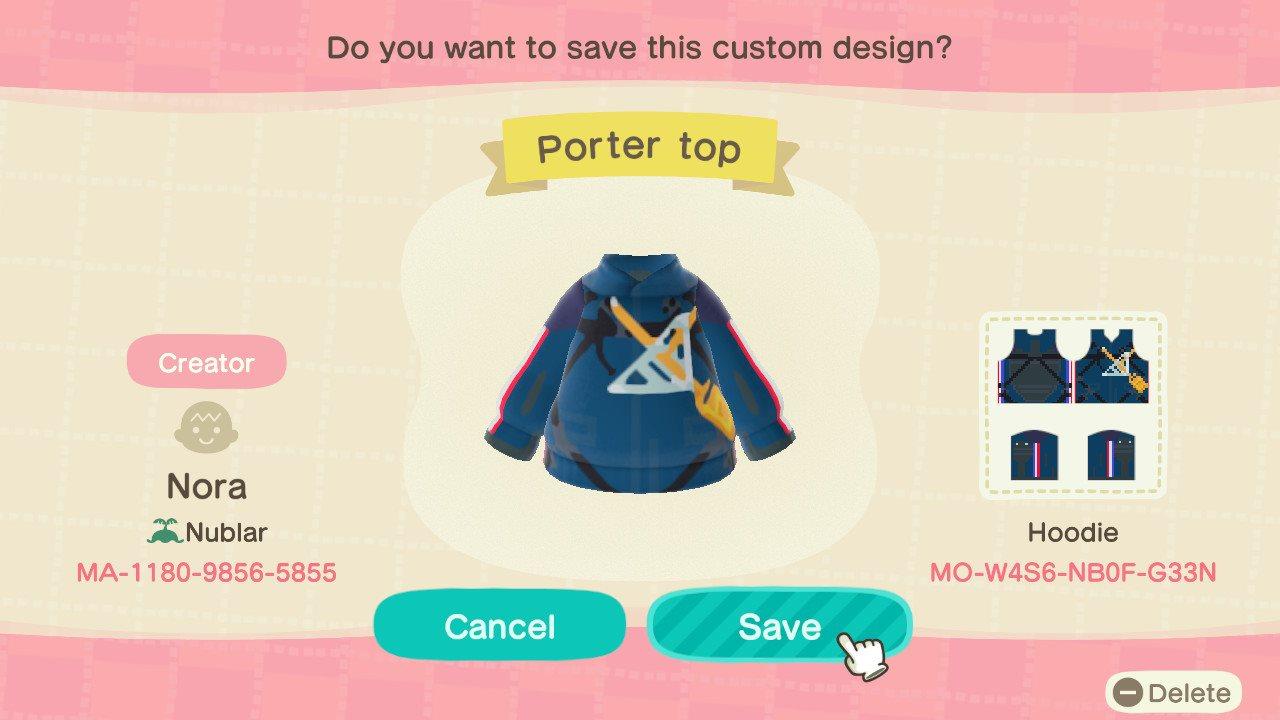 Do you want to save this custom design?
Porter top
Creator
Nora
Nublar
MA-1180-9856-5855
Hoodie
MO-W4S6-NB0F-G33N
Cancel
Save
Delete